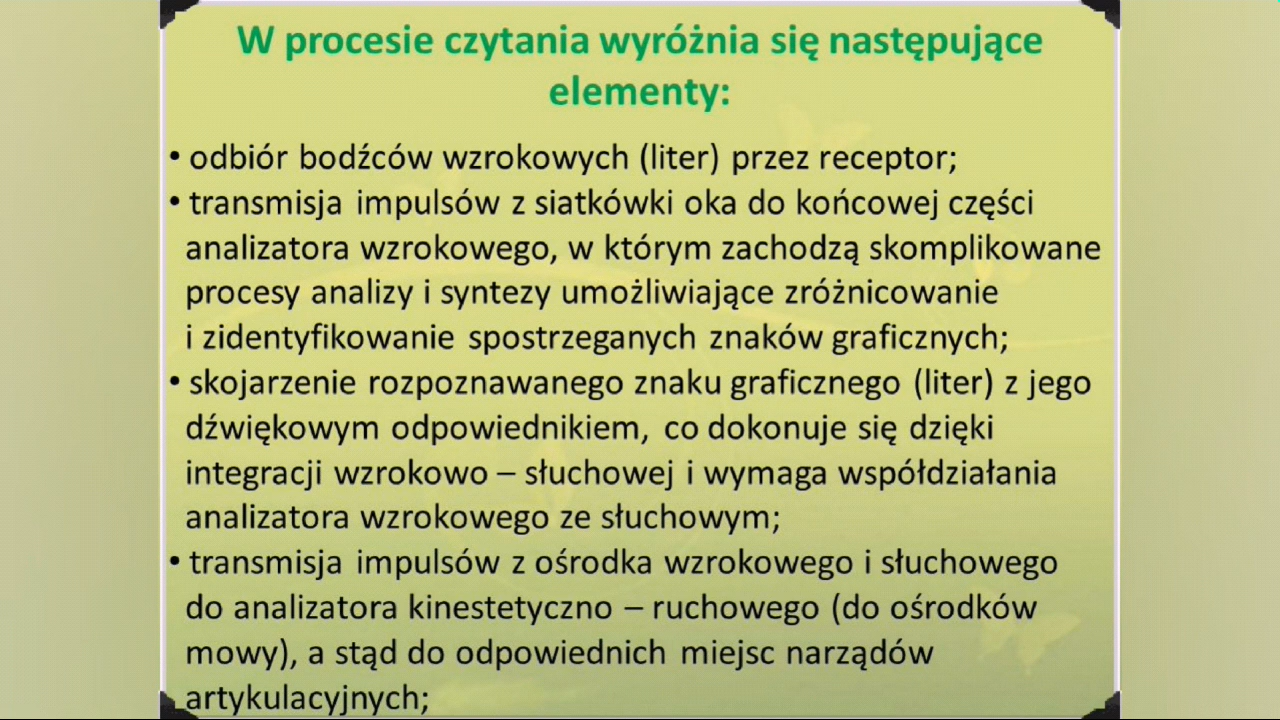 W procesie czytania wyróżnia się następujące
elementy:
• odbiór bodźców wzrokowych (liter) przez receptor;
• transmisja impulsów z siatkówki oka do końcowej części
analizatora wzrokowego, w którym zachodzą skomplikowane
procesy analizy i syntezy umożliwiające zróżnicowanie
i zidentyfikowanie spostrzeganych znaków graficznych;
• skojarzenie rozpoznawanego znaku graficznego (liter) z jego
dźwiękowym odpowiednikiem, co dokonuje się dzięki
integracji wzrokowo – słuchowej i wymaga współdziałania
analizatora wzrokowego ze słuchowym;
• transmisja impulsów z ośrodka wzrokowego i słuchowego
do analizatora kinestetyczno – ruchowego (do ośrodków
mowy), a stąd do odpowiednich miejsc narządów
artykulacyjnych;